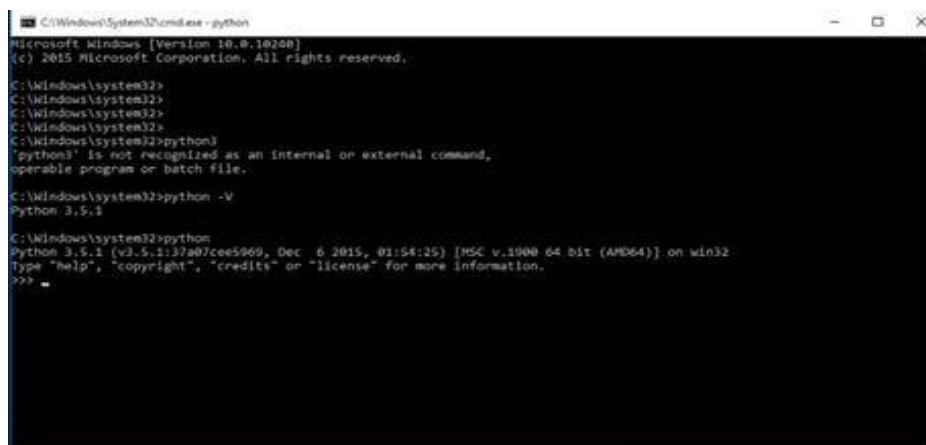 C:\Windows\System32\cmd.exe - python
Microsoft Windows [Version 10.0.10240]
(c) 2015 Microsoft Corporation. All rights reserved.
C:\Windows\system32>
C:\Windows\system32>
C:\Windows\system32>
C:\Windows\system32>
C:\Windows\system32>python3
'python3' is not recognized as an internal or external command,
operable program or batch file.
C:\Windows\system32>python -V
Python 3.5.1
C:\Windows\system32>python
Python 3.5.1 (v3.5.1:37a07cee5969, Dec  6 2015, 01:54:25) [MSC v.1900 64 bit (AMD64)] on win32
Type "help", "copyright", "credits" or "license" for more information.
>>> _